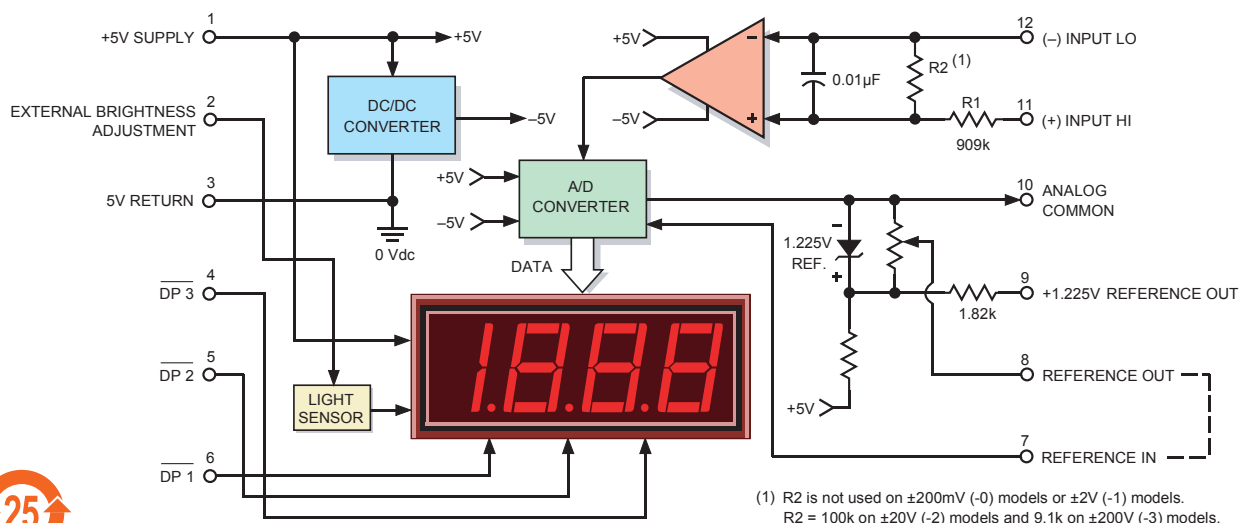 1
+5V SUPPLY
+5V
2
EXTERNAL BRIGHTNESS
ADJUSTMENT
DC/DC
CONVERTER
–5V
3
5V RETURN
0 Vdc
4
DP 3
5
DP 2
6
DP 1
LIGHT
SENSOR
1.8.8.8
DATA
A/D
CONVERTER
+5V
–5V
+5V
–5V
–
+
0.01µF
R2 (1)
R1
909k
12
(–) INPUT LO
11
(+) INPUT HI
10
ANALOG
COMMON
–
1.225V
REF.
+
+5V
1.82k
9
+1.225V REFERENCE OUT
8
REFERENCE OUT
7
REFERENCE IN
(1) R2 is not used on ±200mV (-0) models or ±2V (-1) models.
R2 = 100k on ±20V (-2) models and 9.1k on ±200V (-3) models.
25